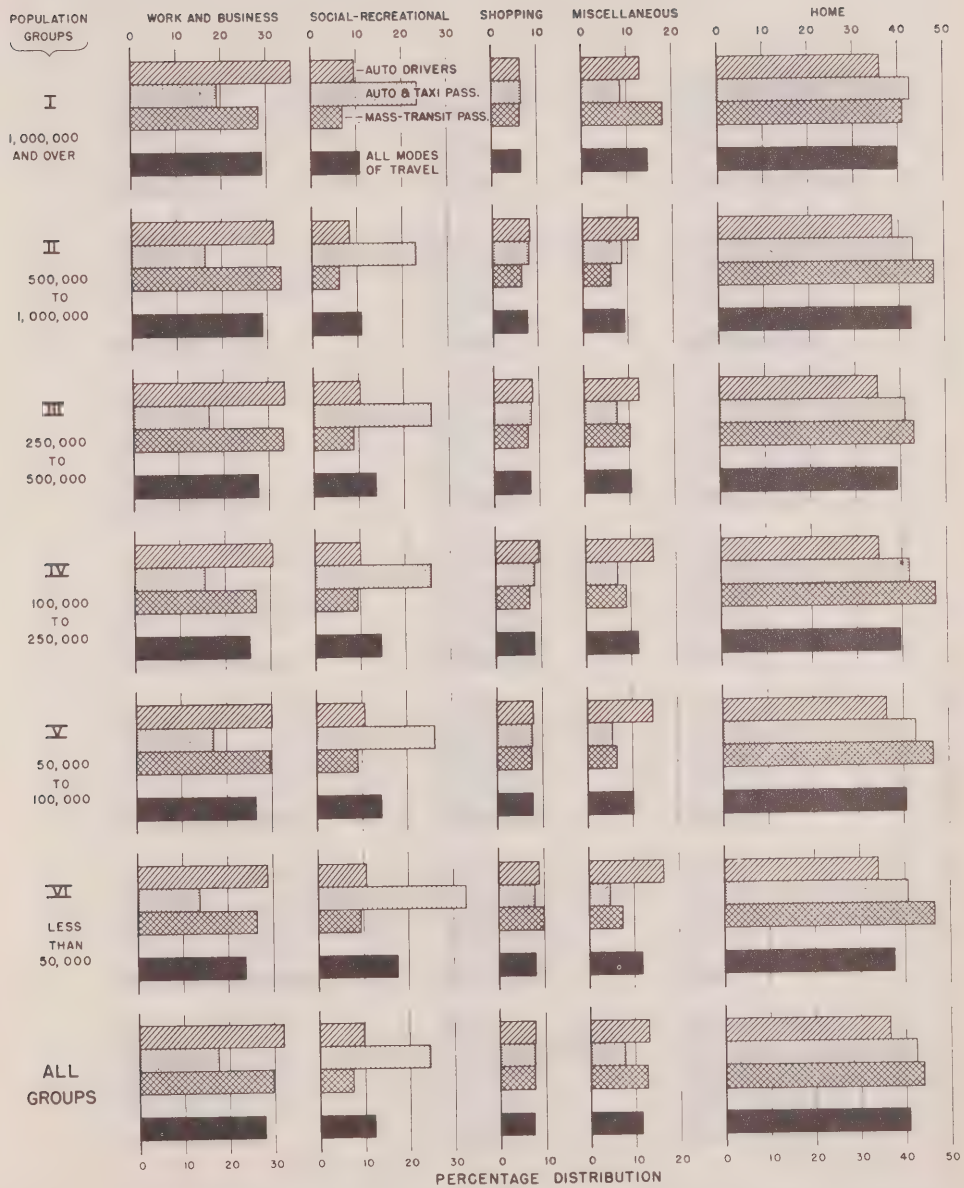 POPULATION
GROUPS
WORK AND BUSINESS
SOCIAL-RECREATIONAL
SHOPPING
MISCELLANEOUS
HOME
0 10 20 30
0 10 20 30
0 10
0 10 20
0 10 20 30 40 50
I
1,000,000
AND OVER
AUTO DRIVERS
AUTO & TAXI PASS.
MASS-TRANSIT PASS.
ALL MODES
OF TRAVEL
II
500,000
TO
1,000,000
III
250,000
TO
500,000
IV
100,000
TO
250,000
V
50,000
TO
100,000
VI
LESS
THAN
50,000
ALL
GROUPS
0 10 20 30
0 10 20 30
0 10
0 10 20
0 10 20 30 40 50
PERCENTAGE DISTRIBUTION